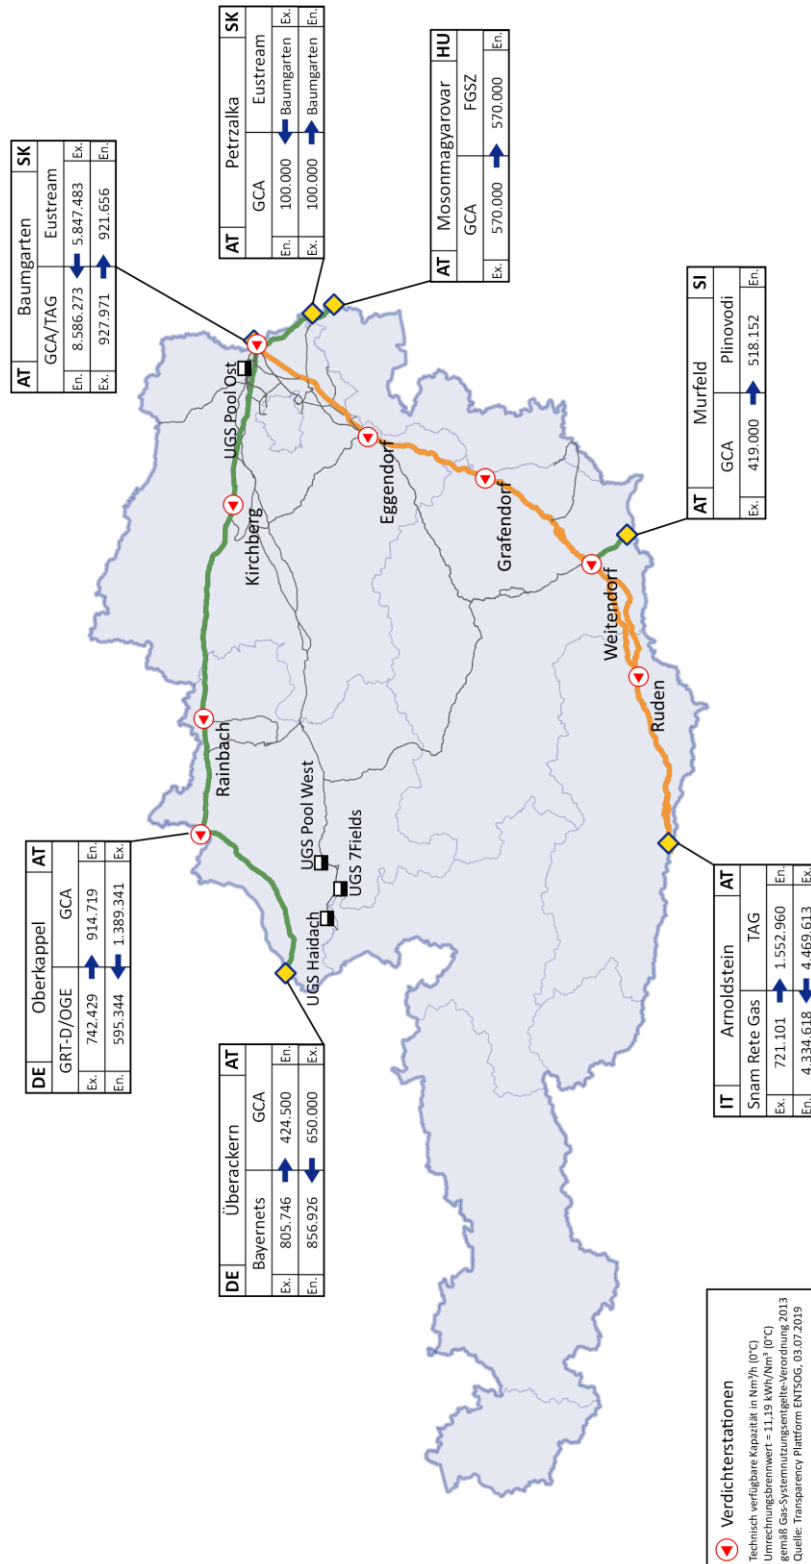 DE Oberkappel AT
GRT-D/OGE GCA
Ex. 742.429 914.719 En.
En. 595.344 1.389.341 Ex.
AT Baumgarten SK
GCA/TAG Eustream
En. 8.586.273 5.847.483 Ex.
Ex. 927.971 921.656 En.
DE Überackern AT
Bayernets GCA
Ex. 805.746 424.500 En.
En. 856.926 650.000 Ex.
AT Petrzalka SK
GCA Eustream
En. 100.000 Baumgarten Ex.
Ex. 100.000 Baumgarten En.
AT Mosonmagyarovar HU
GCA FGSZ
Ex. 570.000 570.000 En.
Rainbach
Kirchberg
UGS Pool Ost
UGS Haidach
UGS Pool West
UGS 7Fields
Eggendorf
Grafendorf
Weitendorf
Ruden
AT Murfeld SI
GCA Plinovodi
Ex. 419.000 518.152 En.
IT Arnoldstein AT
Snam Rete Gas TAG
Ex. 721.101 1.552.960 En.
En. 4.334.618 4.469.613 Ex.
Verdichterstationen
Technisch verfügbare Kapazität in Nm³/h (0°C)
Umrechnungsbrennwert = 11,19 kWh/Nm³ (0°C)
gemäß Gas-Systemnutzungsentgelte-Verordnung 2013
Quelle: Transparency Plattform ENTSOG, 03.07.2019